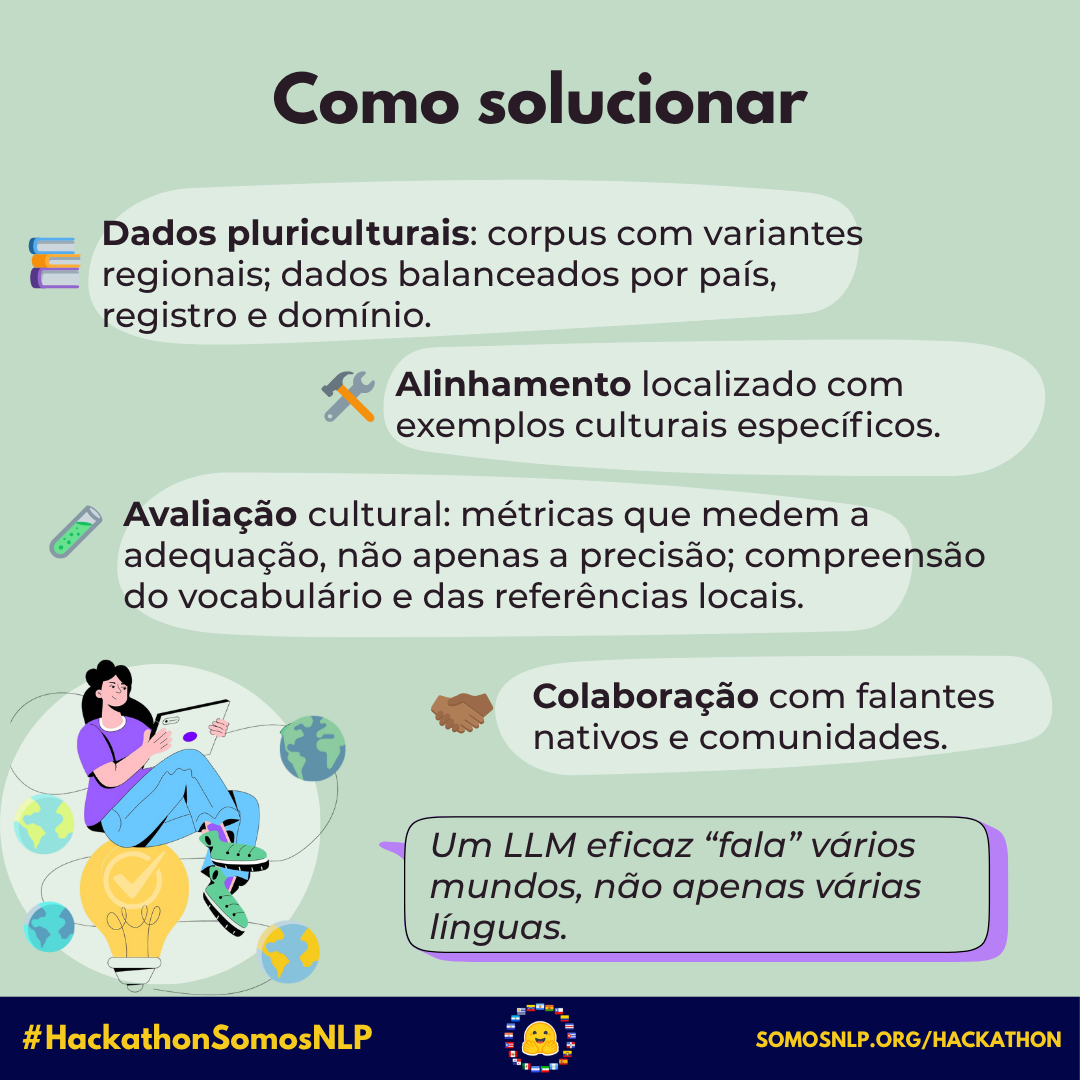 Como solucionar
Dados pluriculturais: corpus com variantes
regionais; dados balanceados por país,
registro e domínio.
Alinhamento localizado com
exemplos culturais específicos.
Avaliação cultural: métricas que medem a
adequação, não apenas a precisão; compreensão
do vocabulário e das referências locais.
Colaboração com falantes
nativos e comunidades.
Um LLM eficaz “fala” vários
mundos, não apenas várias
línguas.
#HackathonSomosNLP
SOMOSNLP.ORG/HACKATHON